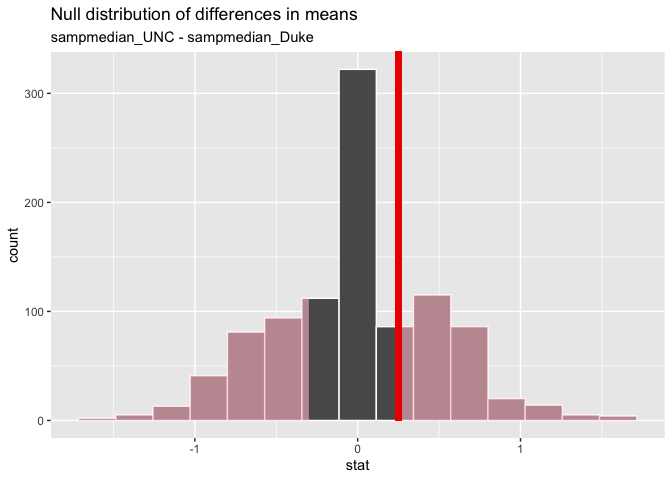 Null distribution of differences in means
sampmedian_UNC - sampmedian_Duke
300
200
100
0
count
-1
0
1
stat